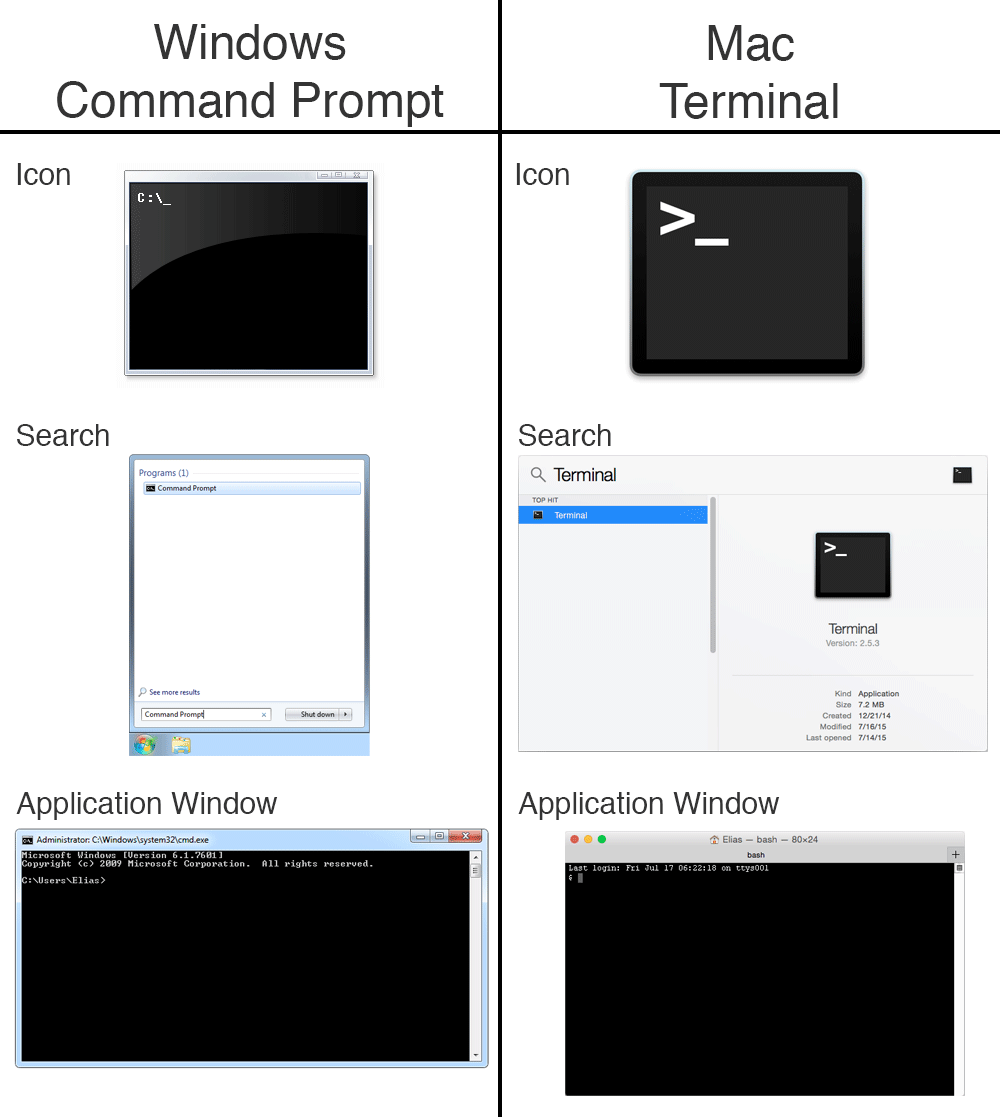 Windows
Command Prompt
Mac
Terminal
Icon
C:\_
Icon
>_
Search
Programs (1)
Command Prompt
See more results
Command Prompt
Shut down
Search
Terminal
TOP HIT
Terminal
>_
Terminal
Version: 2.5.3
Kind Application
Size 7.2 MB
Created 12/21/14
Modified 7/16/15
Last opened 7/14/15
Application Window
Administrator: C:\Windows\system32\cmd.exe
Microsoft Windows [Version 6.1.7601]
Copyright (c) 2009 Microsoft Corporation.  All rights reserved.
C:\Users\Elias>
Application Window
Elias — bash — 80×24
bash
Last login: Fri Jul 17 06:22:18 on ttys001
$